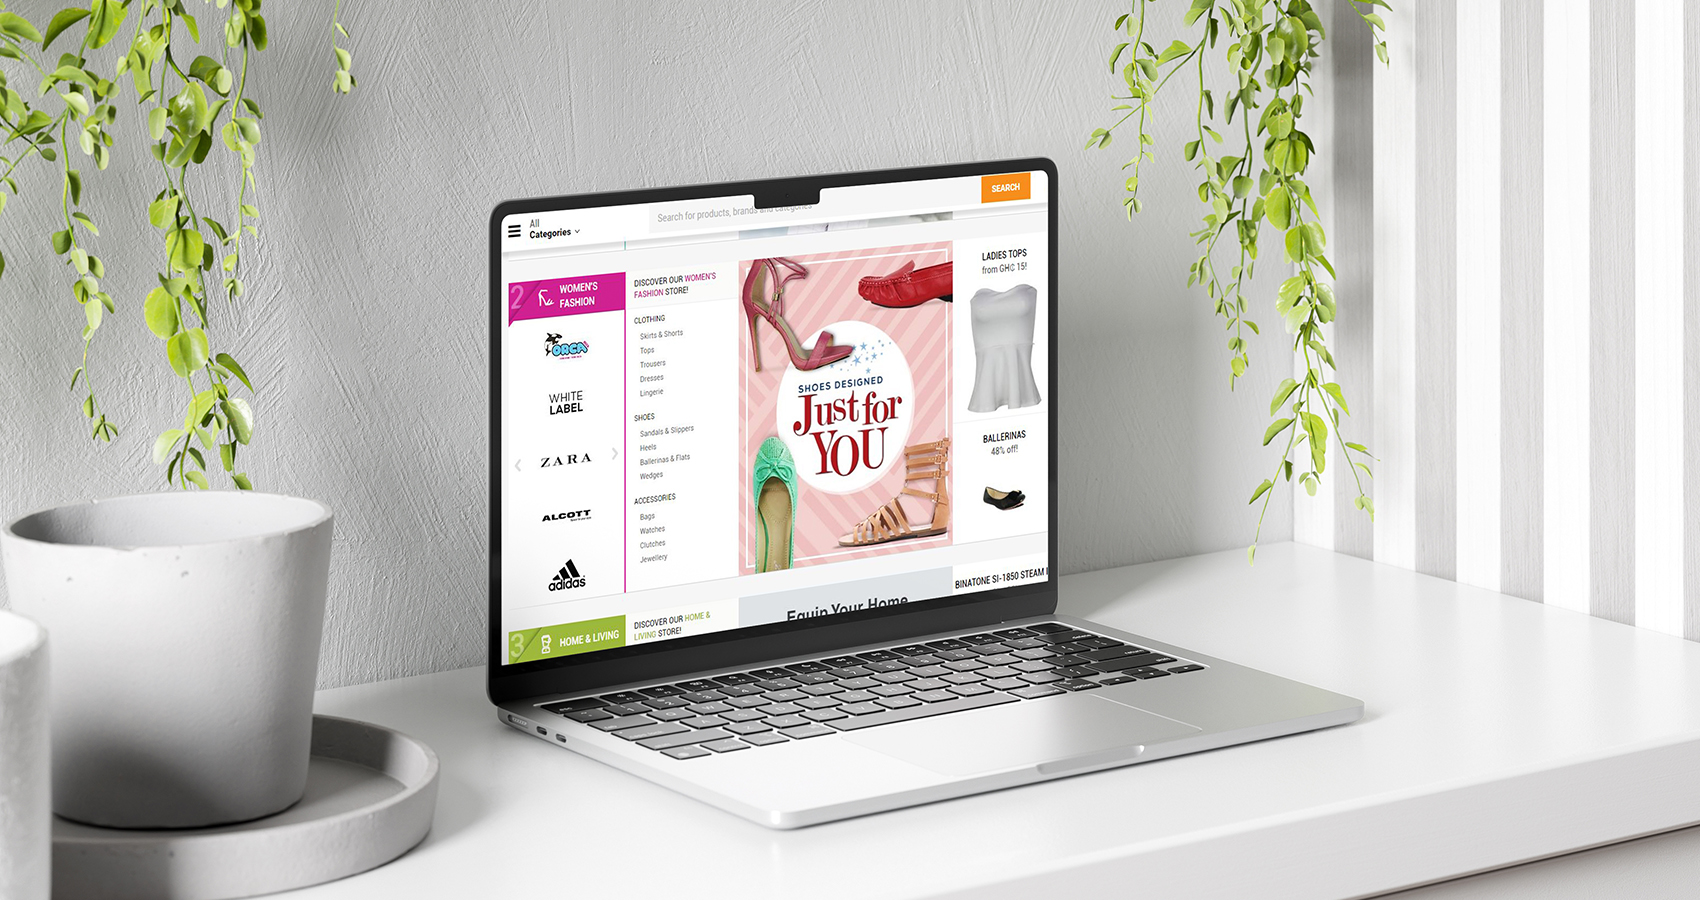 All
Categories
Search for products, brands and categories
SEARCH
2
WOMEN'S
FASHION
ORCA
WHITE
LABEL
ZARA
ALCOTT
adidas
DISCOVER OUR WOMEN'S
FASHION STORE!
CLOTHING
Skirts & Shorts
Tops
Trousers
Dresses
Lingerie
SHOES
Sandals & Slippers
Heels
Ballerinas & Flats
Wedges
ACCESSORIES
Bags
Watches
Clutches
Jewellery
SHOES DESIGNED
Just for
YOU
LADIES TOPS
from GHC 15!
BALLERINAS
48% off!
3
HOME & LIVING
DISCOVER OUR HOME &
LIVING STORE!
Equip Your Home
BINATONE SI-1850 STEAM I